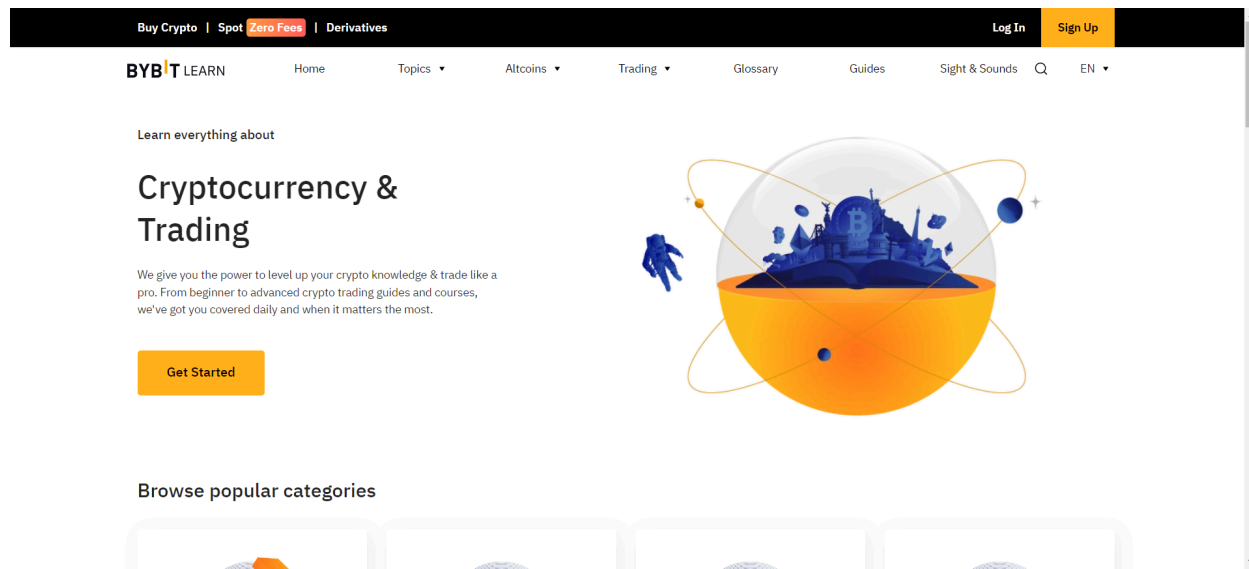 Buy Crypto | Spot Zero Fees | Derivatives
Log In
Sign Up
BYBIT LEARN
Home
Topics ▼
Altcoins ▼
Trading ▼
Glossary
Guides
Sight & Sounds
EN ▼
Learn everything about
Cryptocurrency &
Trading
We give you the power to level up your crypto knowledge & trade like a
pro. From beginner to advanced crypto trading guides and courses,
we've got you covered daily and when it matters the most.
Get Started
Browse popular categories